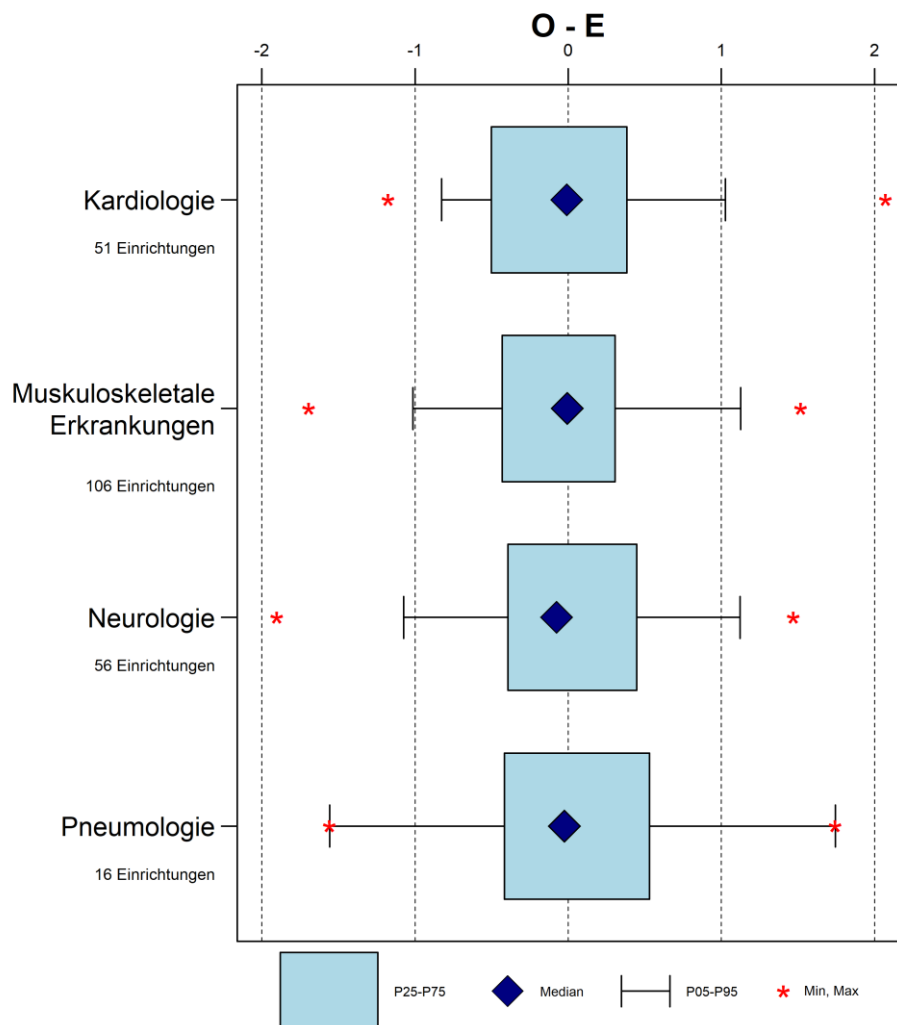 O - E
-2 -1 0 1 2
Kardiologie
51 Einrichtungen
Muskuloskeletale
Erkrankungen
106 Einrichtungen
Neurologie
56 Einrichtungen
Pneumologie
16 Einrichtungen
P25-P75 Median P05-P95 * Min, Max